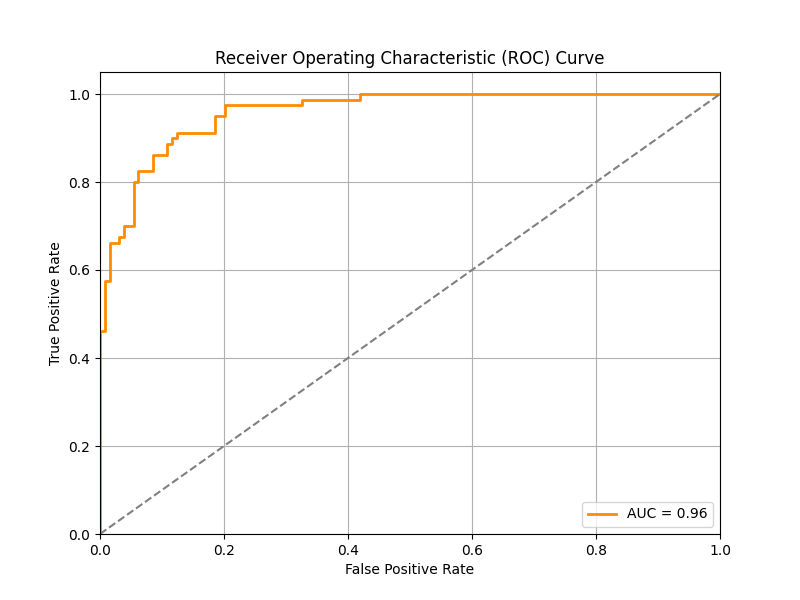 Receiver Operating Characteristic (ROC) Curve
True Positive Rate
1.0
0.8
0.6
0.4
0.2
0.0
AUC = 0.96
0.0 0.2 0.4 0.6 0.8 1.0
False Positive Rate